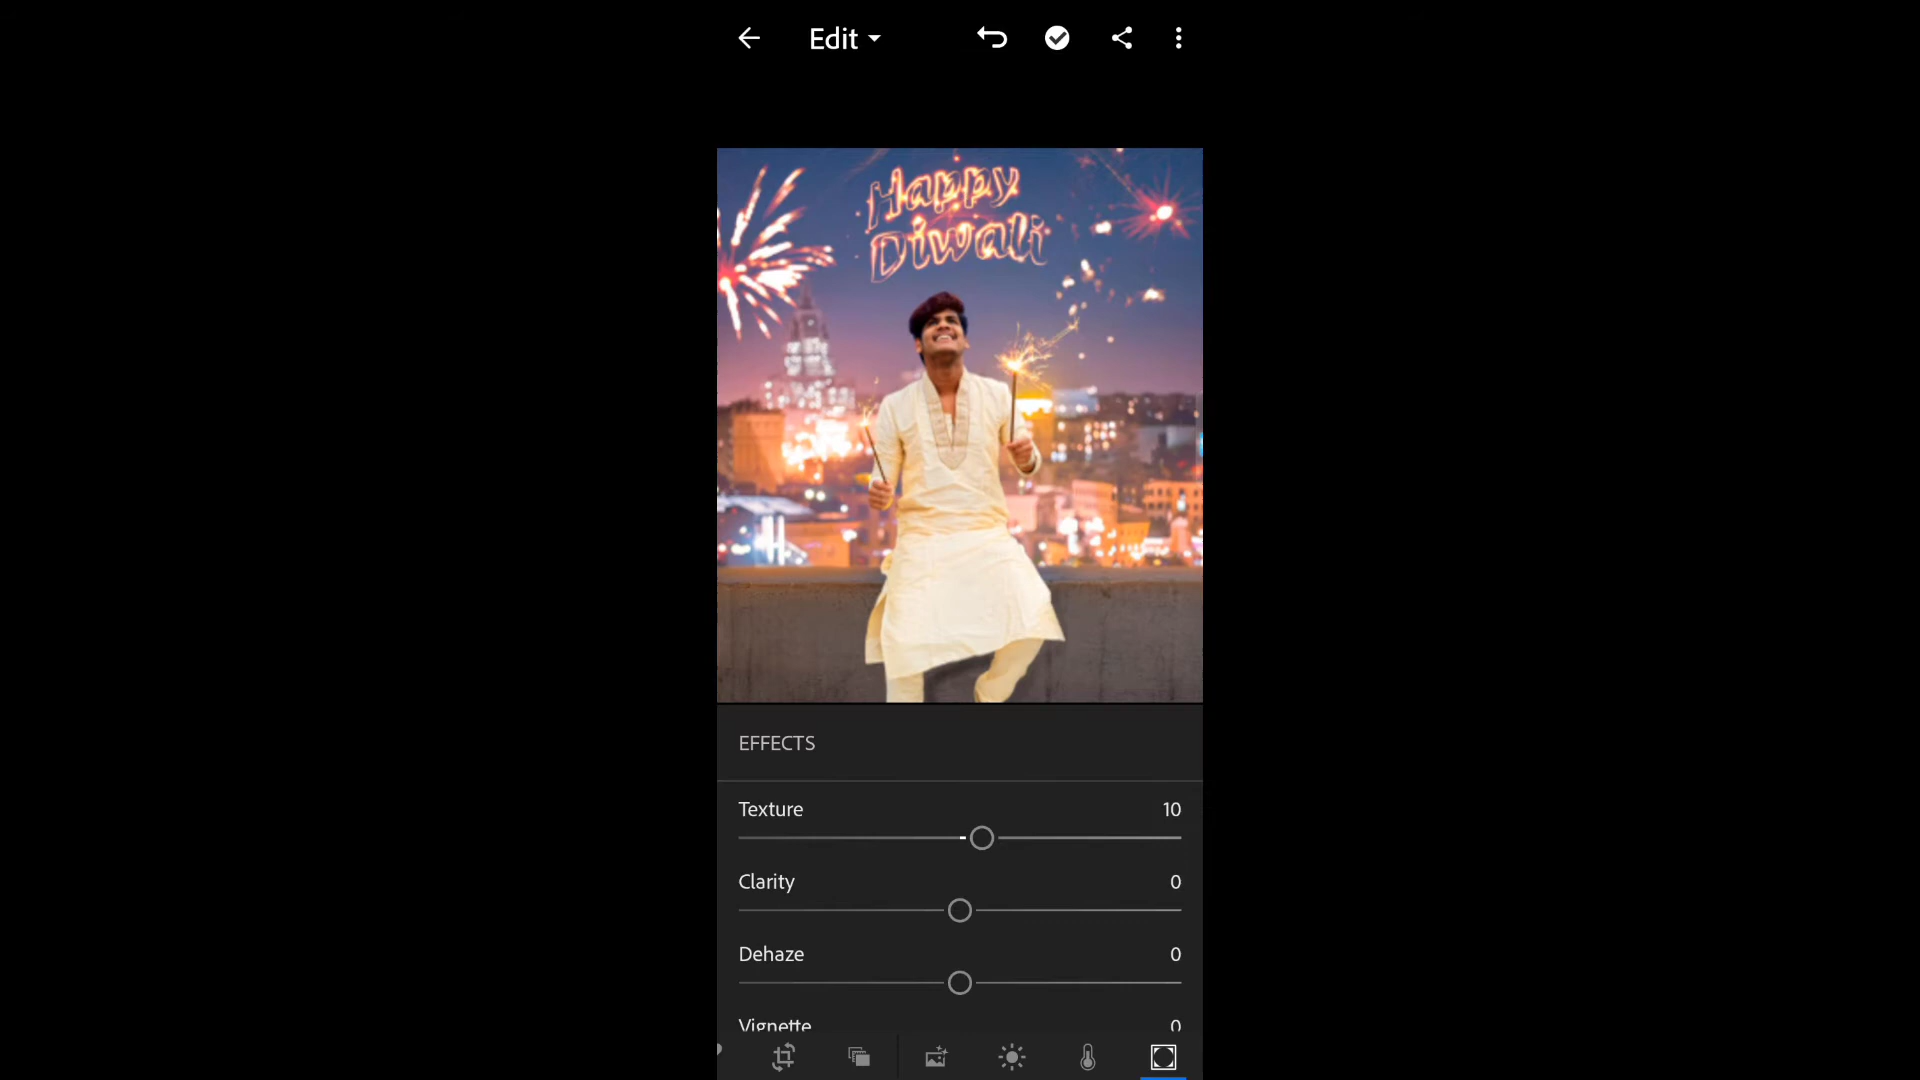 Edit
Happy
Diwali
EFFECTS
Texture 10
Clarity 0
Dehaze 0
Vignette 0